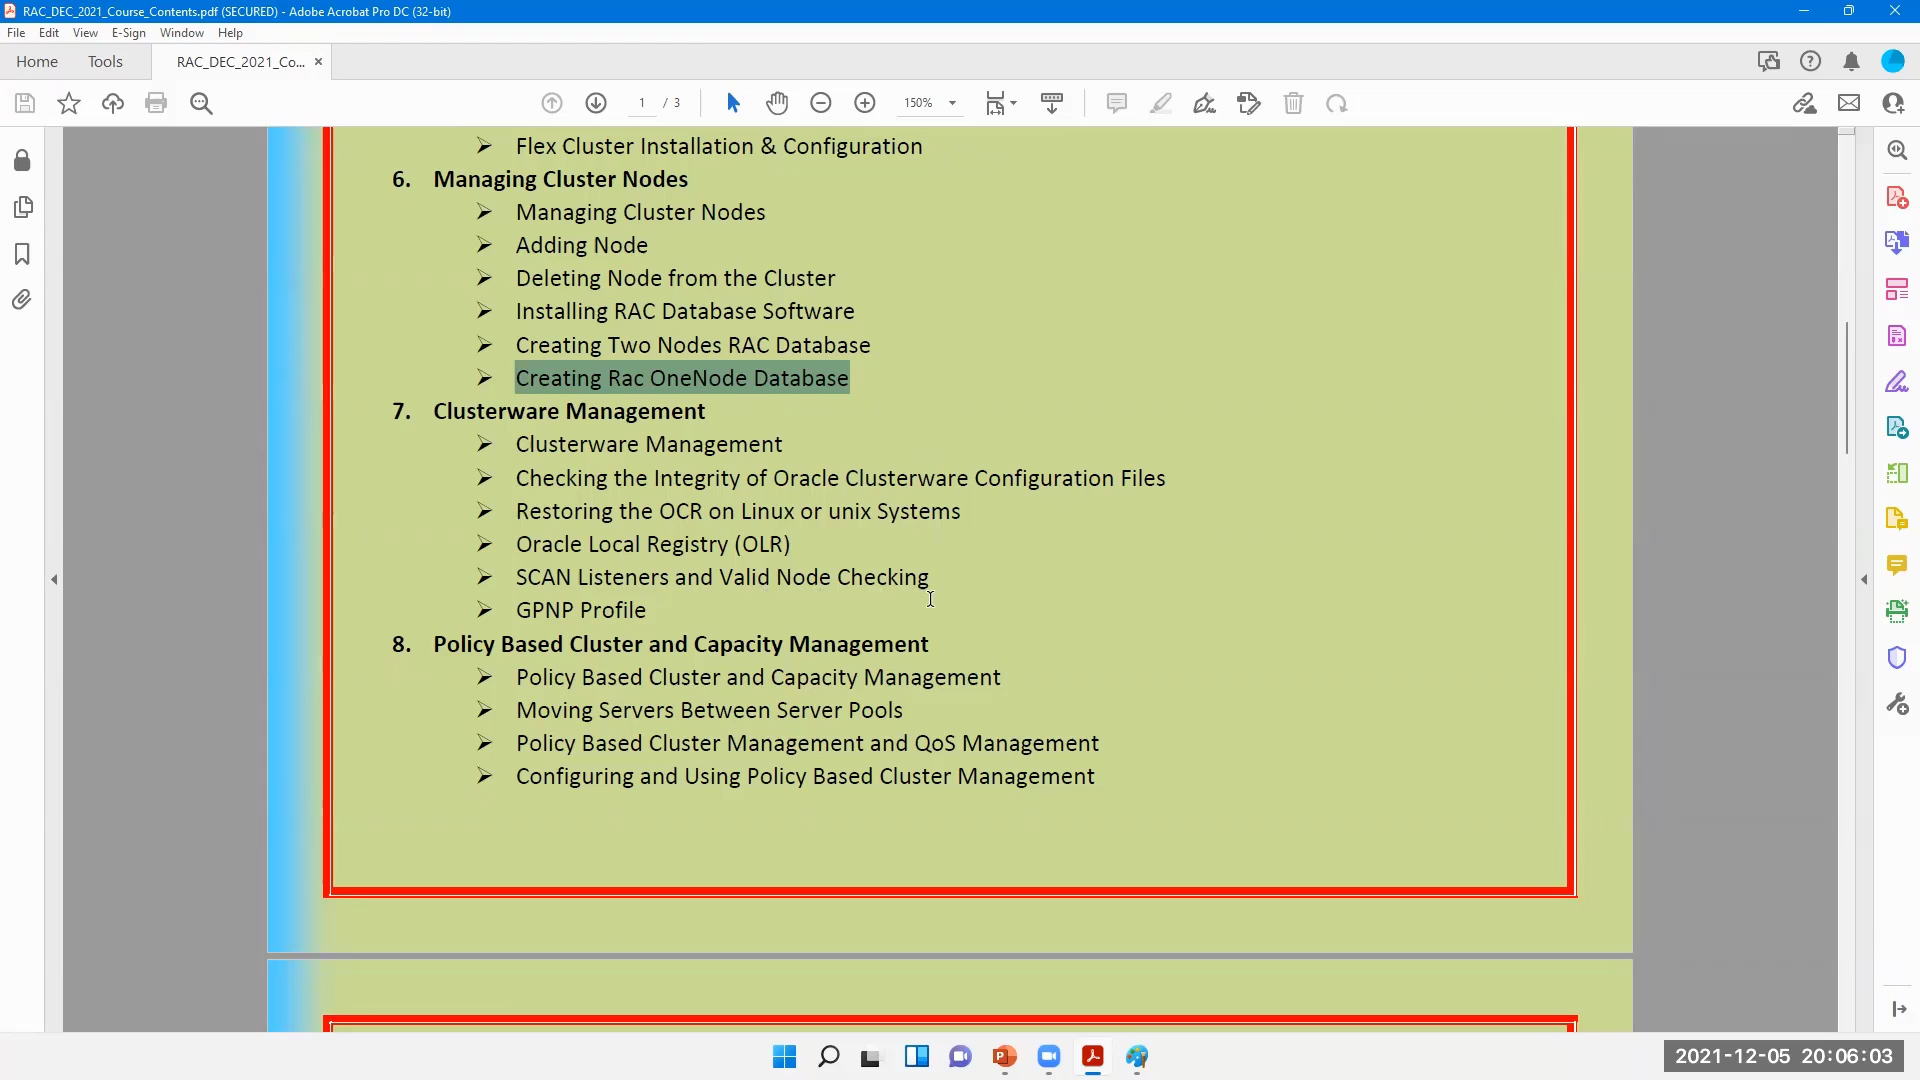 RAC_DEC_2021_Course_Contents.pdf (SECURED) - Adobe Acrobat Pro DC (32-bit)
File Edit View E-Sign Window Help
Home Tools RAC_DEC_2021_Co... ×
1 / 3 150%
➢ Flex Cluster Installation & Configuration
6. Managing Cluster Nodes
➢ Managing Cluster Nodes
➢ Adding Node
➢ Deleting Node from the Cluster
➢ Installing RAC Database Software
➢ Creating Two Nodes RAC Database
➢ Creating Rac OneNode Database
7. Clusterware Management
➢ Clusterware Management
➢ Checking the Integrity of Oracle Clusterware Configuration Files
➢ Restoring the OCR on Linux or unix Systems
➢ Oracle Local Registry (OLR)
➢ SCAN Listeners and Valid Node Checking
➢ GPNP Profile
8. Policy Based Cluster and Capacity Management
➢ Policy Based Cluster and Capacity Management
➢ Moving Servers Between Server Pools
➢ Policy Based Cluster Management and QoS Management
➢ Configuring and Using Policy Based Cluster Management
2021-12-05 20:06:03